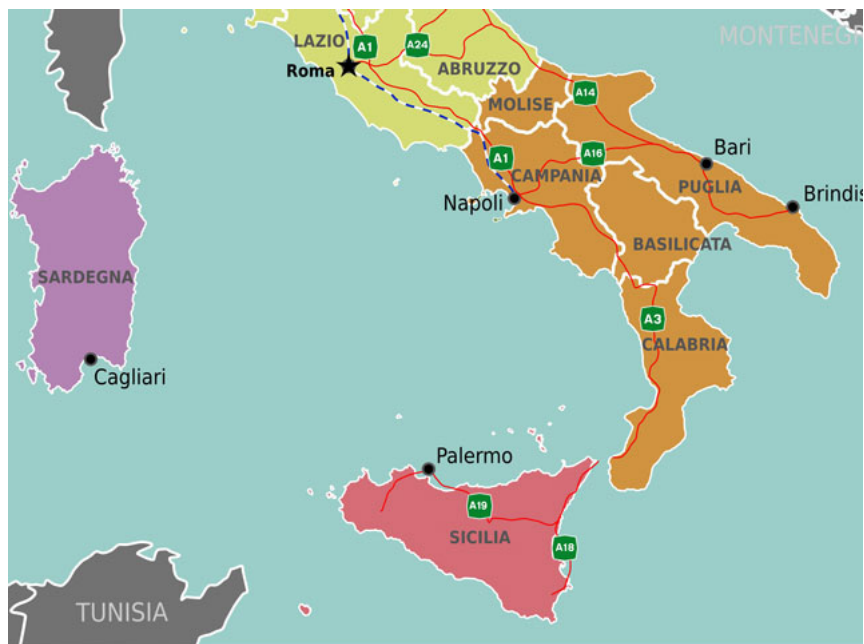 LAZIO
A1
A24
MONTENEGR
Roma
ABRUZZO
MOLISE
A14
A1
A16
CAMPANIA
Bari
PUGLIA
Napoli
Brindis
BASILICATA
SARDEGNA
A3
CALABRIA
Cagliari
Palermo
A19
SICILIA
A18
TUNISIA